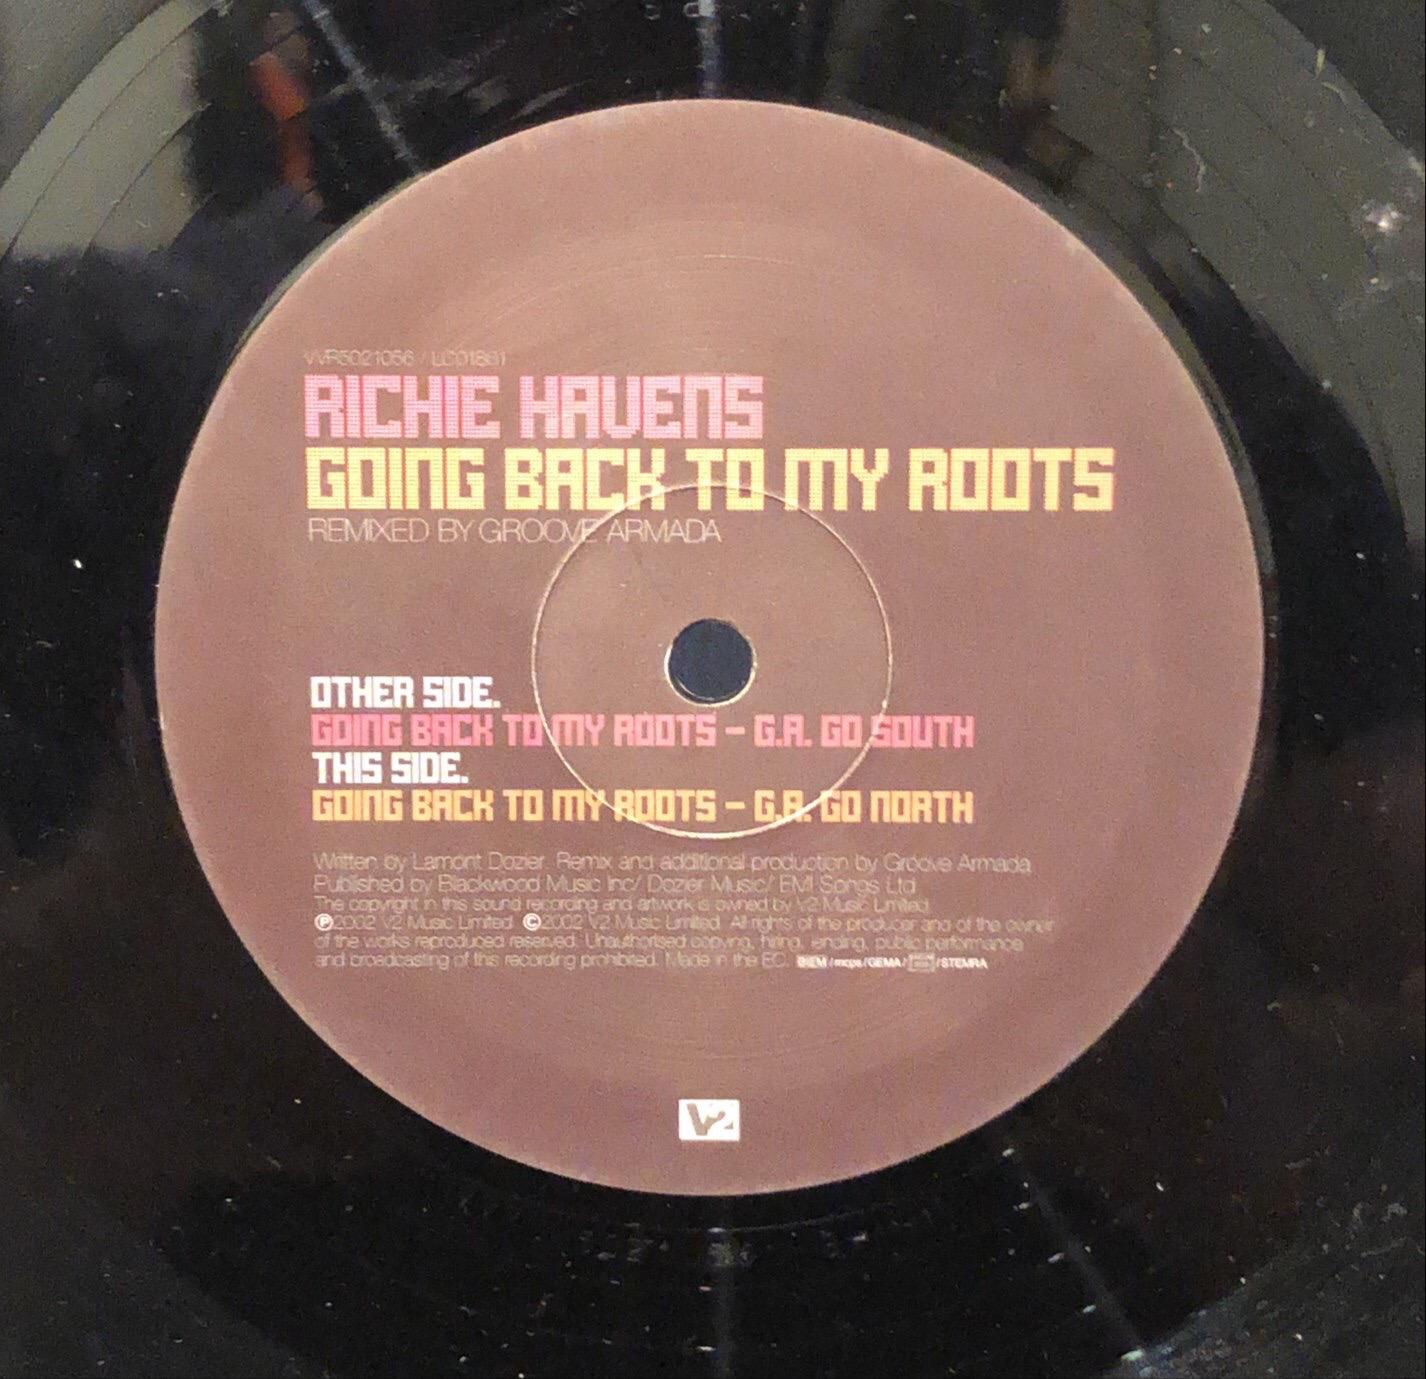 VVR5021056 / LC01801
RICHIE HAVENS
GOING BACK TO MY ROOTS
REMIXED BY GROOVE ARMADA
OTHER SIDE.
GOING BACK TO MY ROOTS – G.A. GO SOUTH
THIS SIDE.
GOING BACK TO MY ROOTS – G.A. GO NORTH
Written by Lamont Dozier. Remix and additional production by Groove Armada
Published by Blackwood Music Inc/ Dozier Music/ EMI Songs Ltd
The copyright in this sound recording and artwork is owned by V2 Music Limited.
℗2002 V2 Music Limited. ©2002 V2 Music Limited. All rights of the producer and of the owner
of the works reproduced reserved. Unauthorised copying, hiring, lending, public performance
and broadcasting of this recording prohibited. Made in the EC. BIEM/mcps/GEMA/ /STEMRA
V2